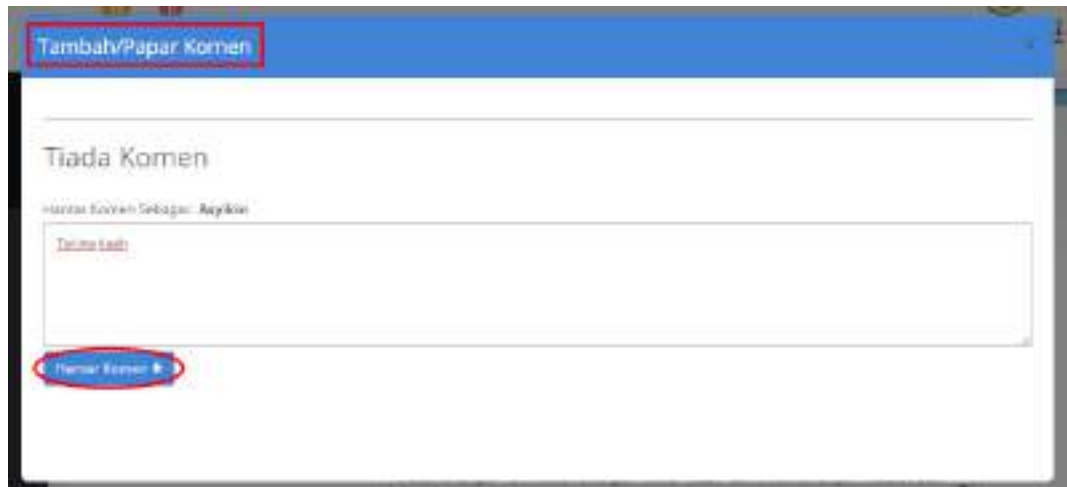 Tambah/Papar Komen
Tiada Komen
Hantar Komen Sebagai: Asyikin
Terima kasih
Hantar Komen